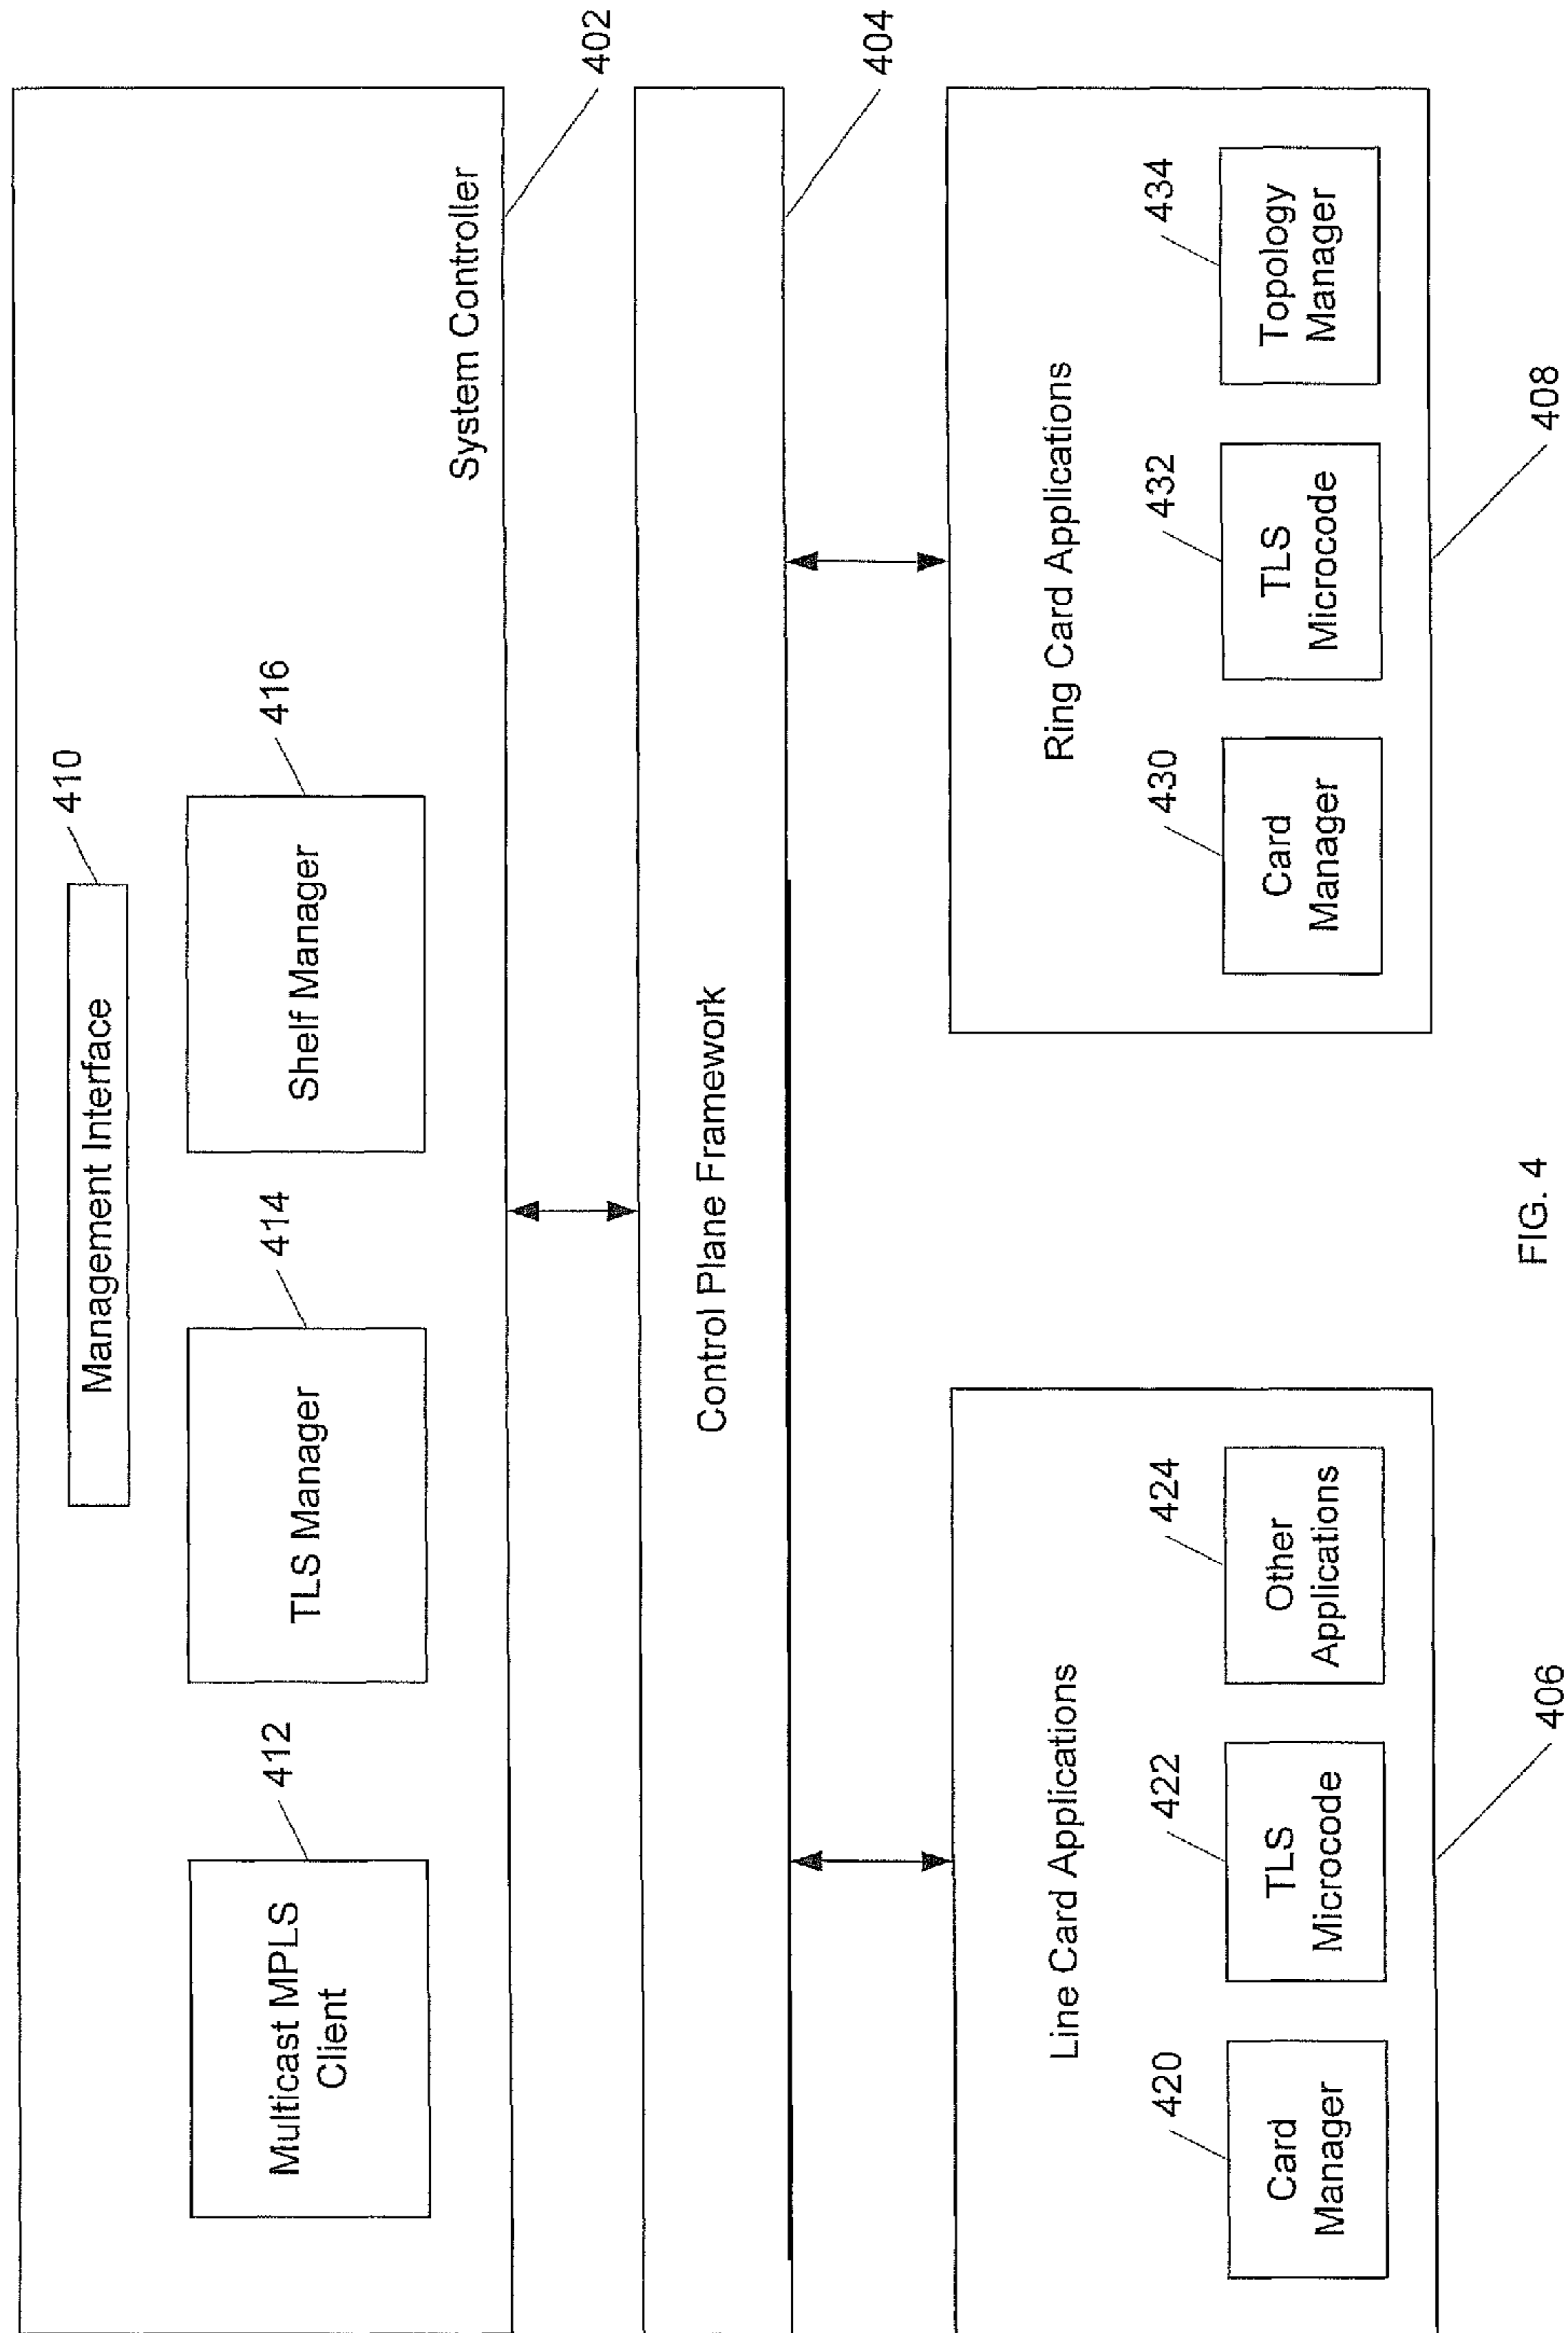 410
Management Interface
412
414
416
Multicast MPLS
Client
TLS Manager
Shelf Manager
System Controller
402
Control Plane Framework
404
Line Card Applications
420
422
424
Card
Manager
TLS
Microcode
Other
Applications
406
Ring Card Applications
430
432
434
Card
Manager
TLS
Microcode
Topology
Manager
408
FIG. 4